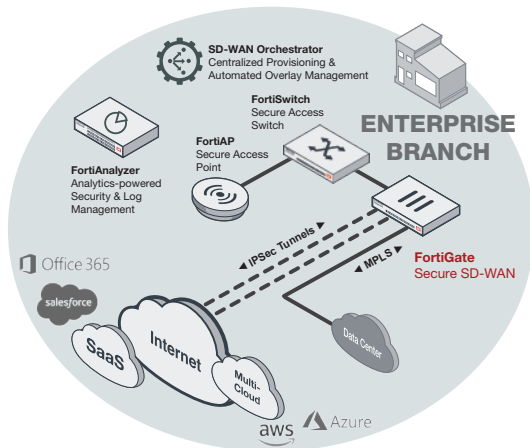 SD-WAN Orchestrator
Centralized Provisioning &
Automated Overlay Management
FortiSwitch
Secure Access
Switch
ENTERPRISE
BRANCH
FortiAP
Secure Access
Point
FortiAnalyzer
Analytics-powered
Security & Log
Management
IPSec Tunnels
MPLS
FortiGate
Secure SD-WAN
Office 365
salesforce
SaaS
Internet
Multi-
Cloud
Data Center
aws
Azure